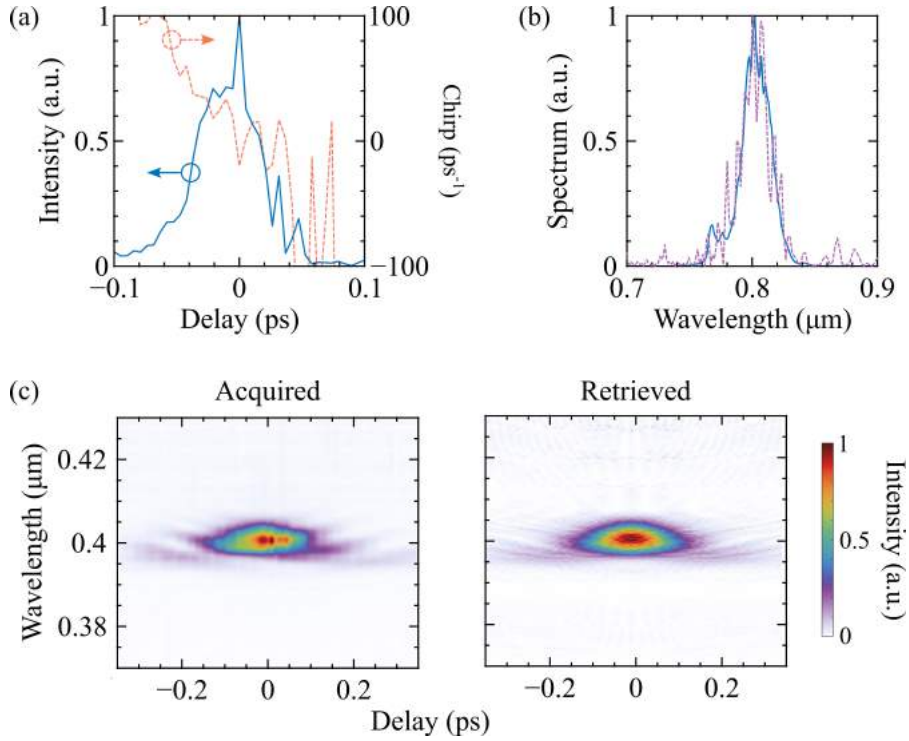 (a)
100
1
Intensity (a.u.)
0.5
0
Chirp (ps⁻¹)
0
−100
−0.1
0
0.1
Delay (ps)
(b)
1
Spectrum (a.u.)
0.5
0
0.7
0.8
0.9
Wavelength (μm)
(c)
Acquired
Retrieved
Wavelength (μm)
0.42
0.4
0.38
−0.2
0
0.2
−0.2
0
0.2
Delay (ps)
1
0.5
0
Intensity (a.u.)